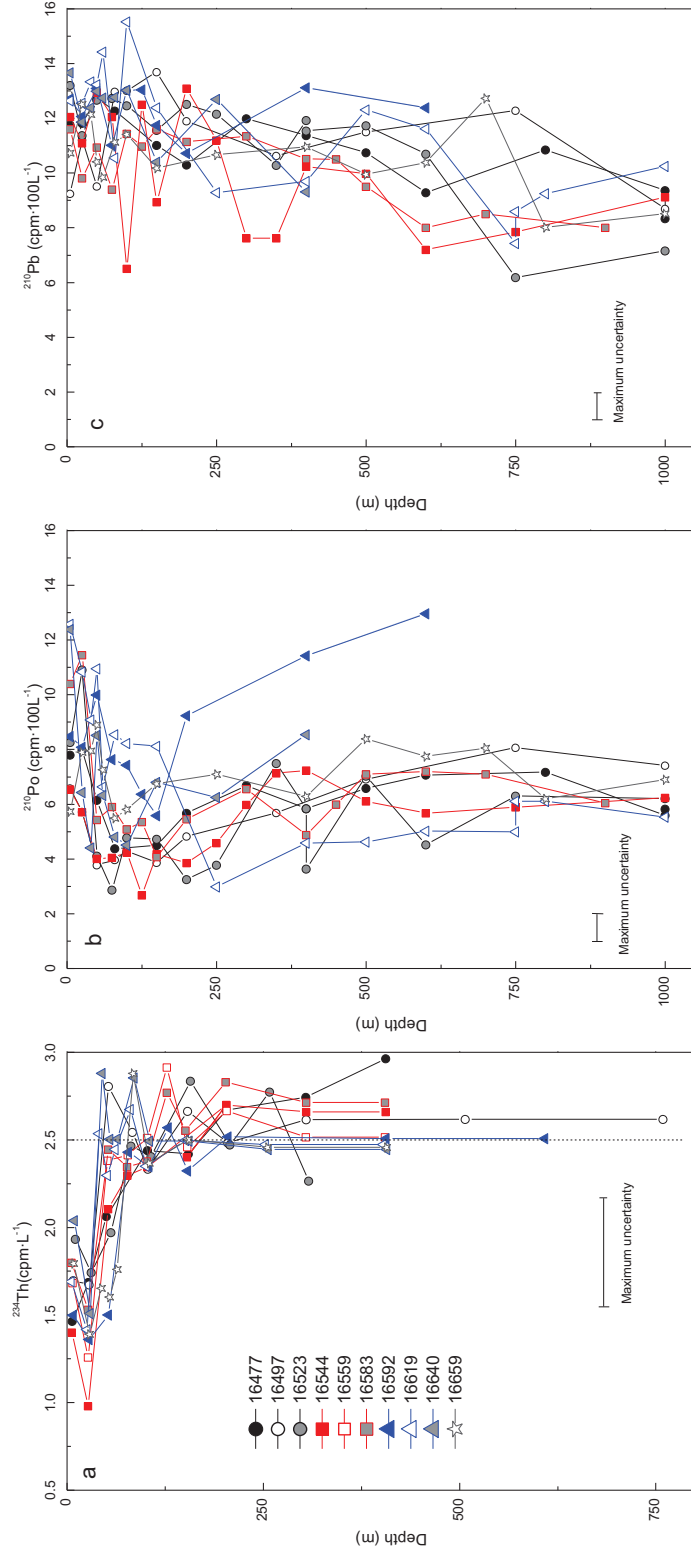 a
²³⁴Th(cpm·L⁻¹)
0.5 1.0 1.5 2.0 2.5 3.0
0
250
500
750
Depth (m)
16477
16497
16523
16544
16559
16583
16592
16619
16640
16659
Maximum uncertainty
b
²¹⁰Po (cpm·100L⁻¹)
0 2 4 6 8 10 12 14 16
0
250
500
750
1000
Depth (m)
Maximum uncertainty
c
²¹⁰Pb (cpm·100L⁻¹)
0 2 4 6 8 10 12 14 16
0
250
500
750
1000
Depth (m)
Maximum uncertainty